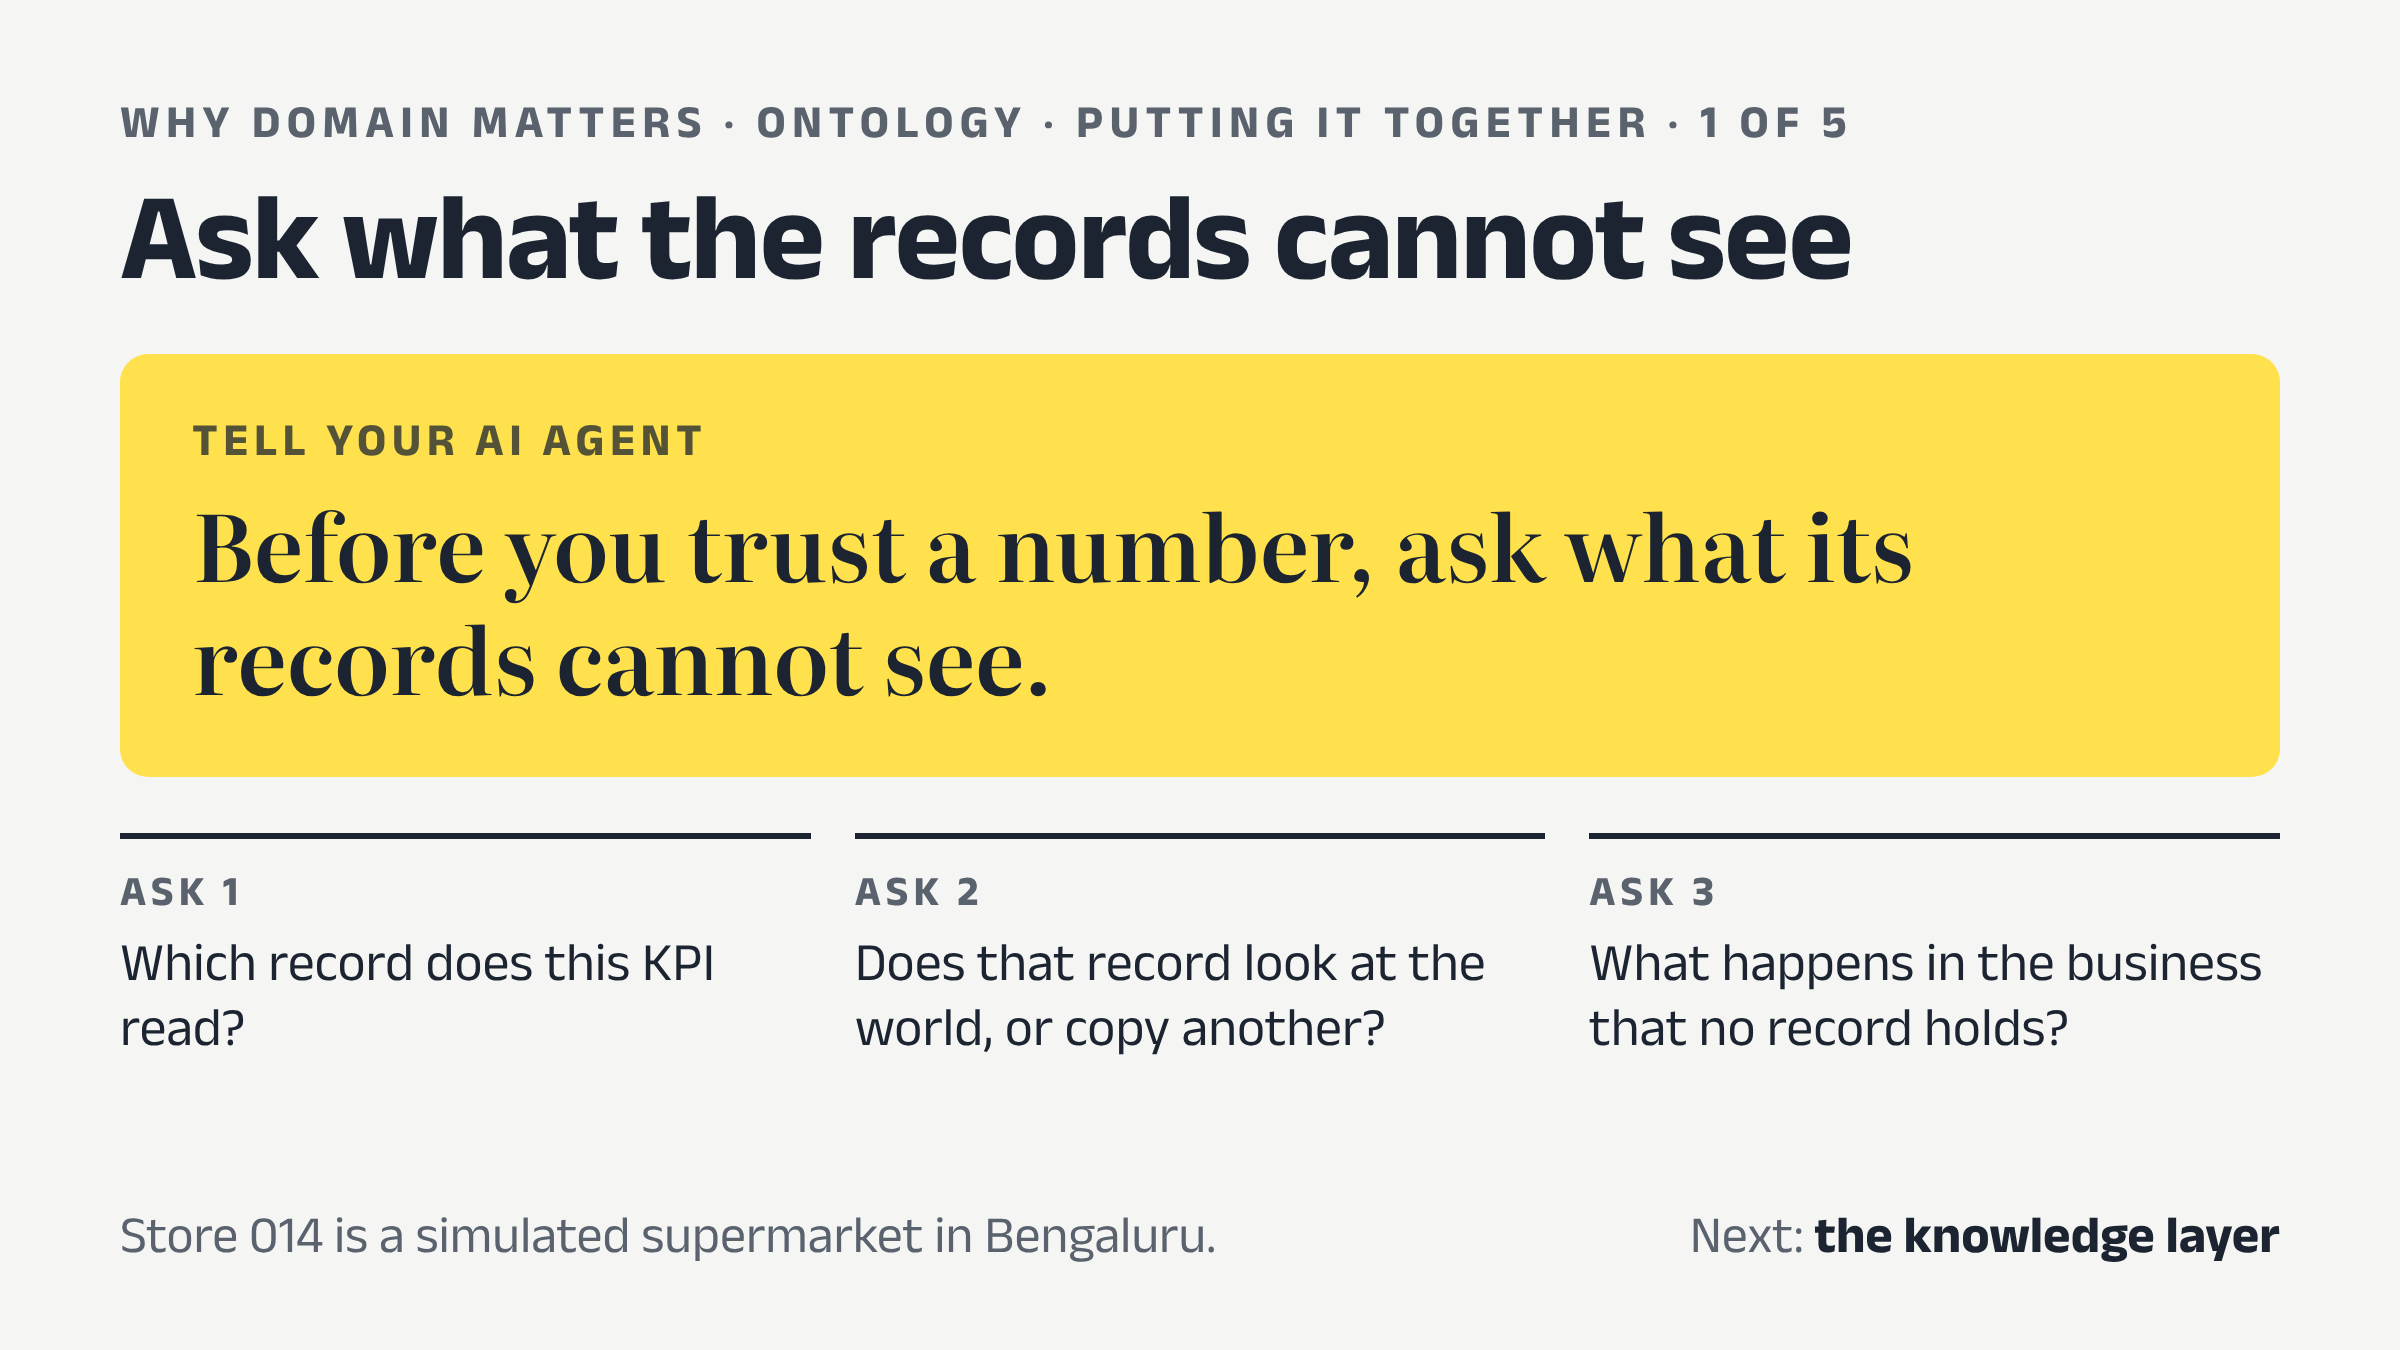 WHY DOMAIN MATTERS · ONTOLOGY · PUTTING IT TOGETHER · 1 OF 5
Ask what the records cannot see
TELL YOUR AI AGENT
Before you trust a number, ask what its
records cannot see.
ASK 1
Which record does this KPI
read?
ASK 2
Does that record look at the
world, or copy another?
ASK 3
What happens in the business
that no record holds?
Store 014 is a simulated supermarket in Bengaluru.
Next: the knowledge layer